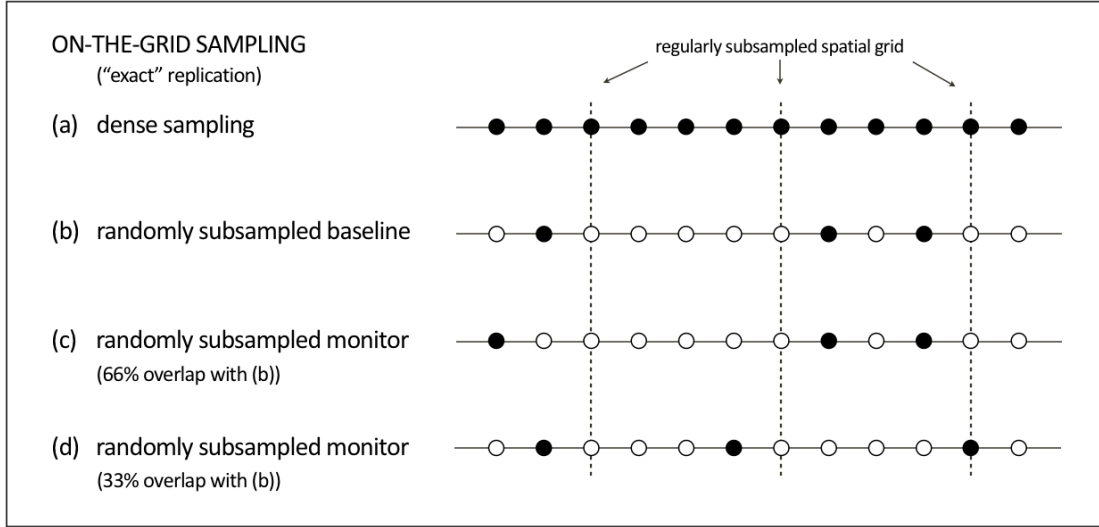 ON-THE-GRID SAMPLING
(“exact” replication)
regularly subsampled spatial grid
(a) dense sampling
(b) randomly subsampled baseline
(c) randomly subsampled monitor
(66% overlap with (b))
(d) randomly subsampled monitor
(33% overlap with (b))